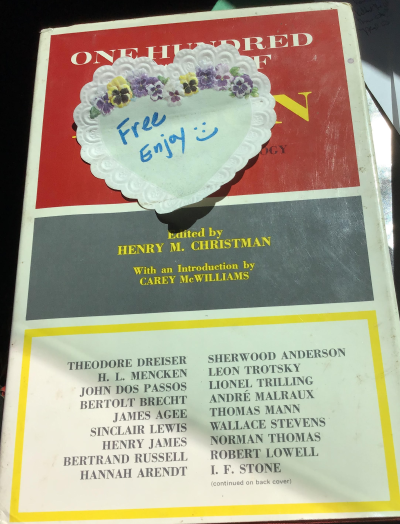 ONE HUNDRED
Free
Enjoy
Edited by
HENRY M. CHRISTMAN
With an Introduction by
CAREY McWILLIAMS
THEODORE DREISER
H. L. MENCKEN
JOHN DOS PASSOS
BERTOLT BRECHT
JAMES AGEE
SINCLAIR LEWIS
HENRY JAMES
BERTRAND RUSSELL
HANNAH ARENDT
SHERWOOD ANDERSON
LEON TROTSKY
LIONEL TRILLING
ANDRÉ MALRAUX
THOMAS MANN
WALLACE STEVENS
NORMAN THOMAS
ROBERT LOWELL
I. F. STONE
(continued on back cover)